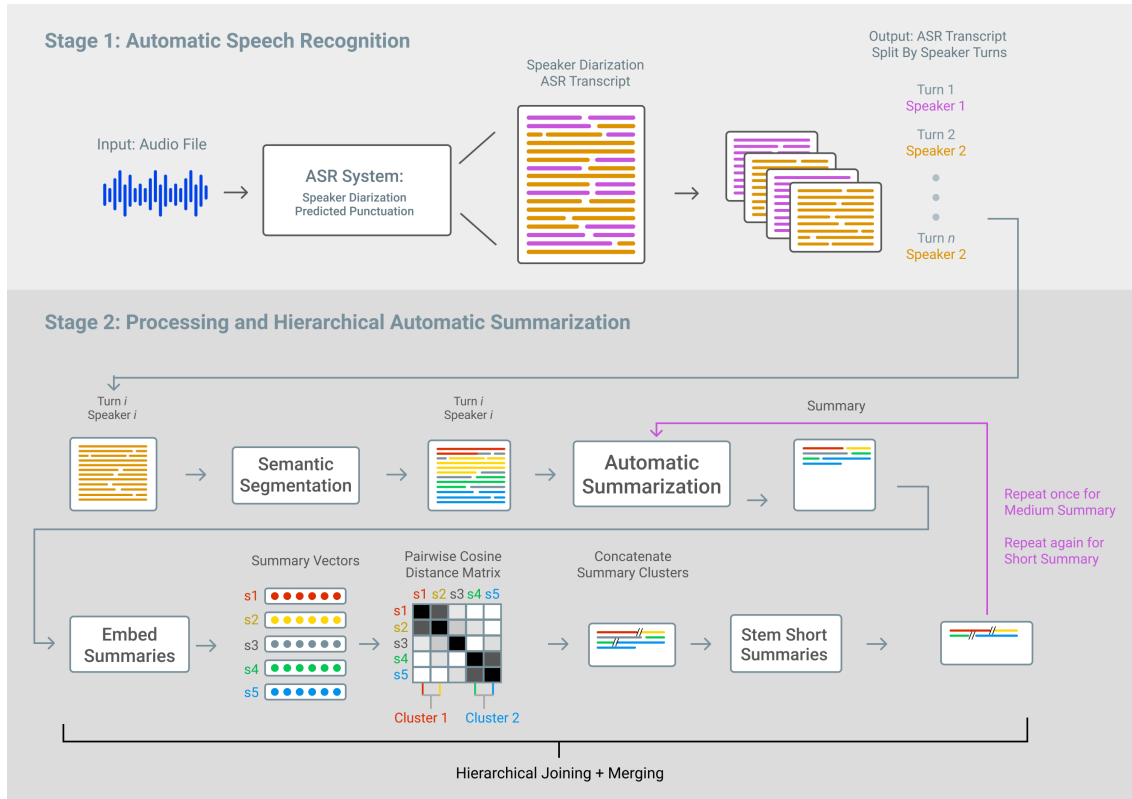 Stage 1: Automatic Speech Recognition
Output: ASR Transcript
Split By Speaker Turns
Speaker Diarization
ASR Transcript
Turn 1
Speaker 1
Input: Audio File
Turn 2
Speaker 2
ASR System:
Speaker Diarization
Predicted Punctuation
Turn n
Speaker 2
Stage 2: Processing and Hierarchical Automatic Summarization
Turn i
Speaker i
Turn i
Speaker i
Summary
Semantic
Segmentation
Automatic
Summarization
Repeat once for
Medium Summary
Repeat again for
Short Summary
Summary Vectors
Pairwise Cosine
Distance Matrix
Concatenate
Summary Clusters
s1 s2 s3 s4 s5
s1
s2
s3
s4
s5
s1
s2
s3
s4
s5
Embed
Summaries
Stem Short
Summaries
Cluster 1
Cluster 2
Hierarchical Joining + Merging